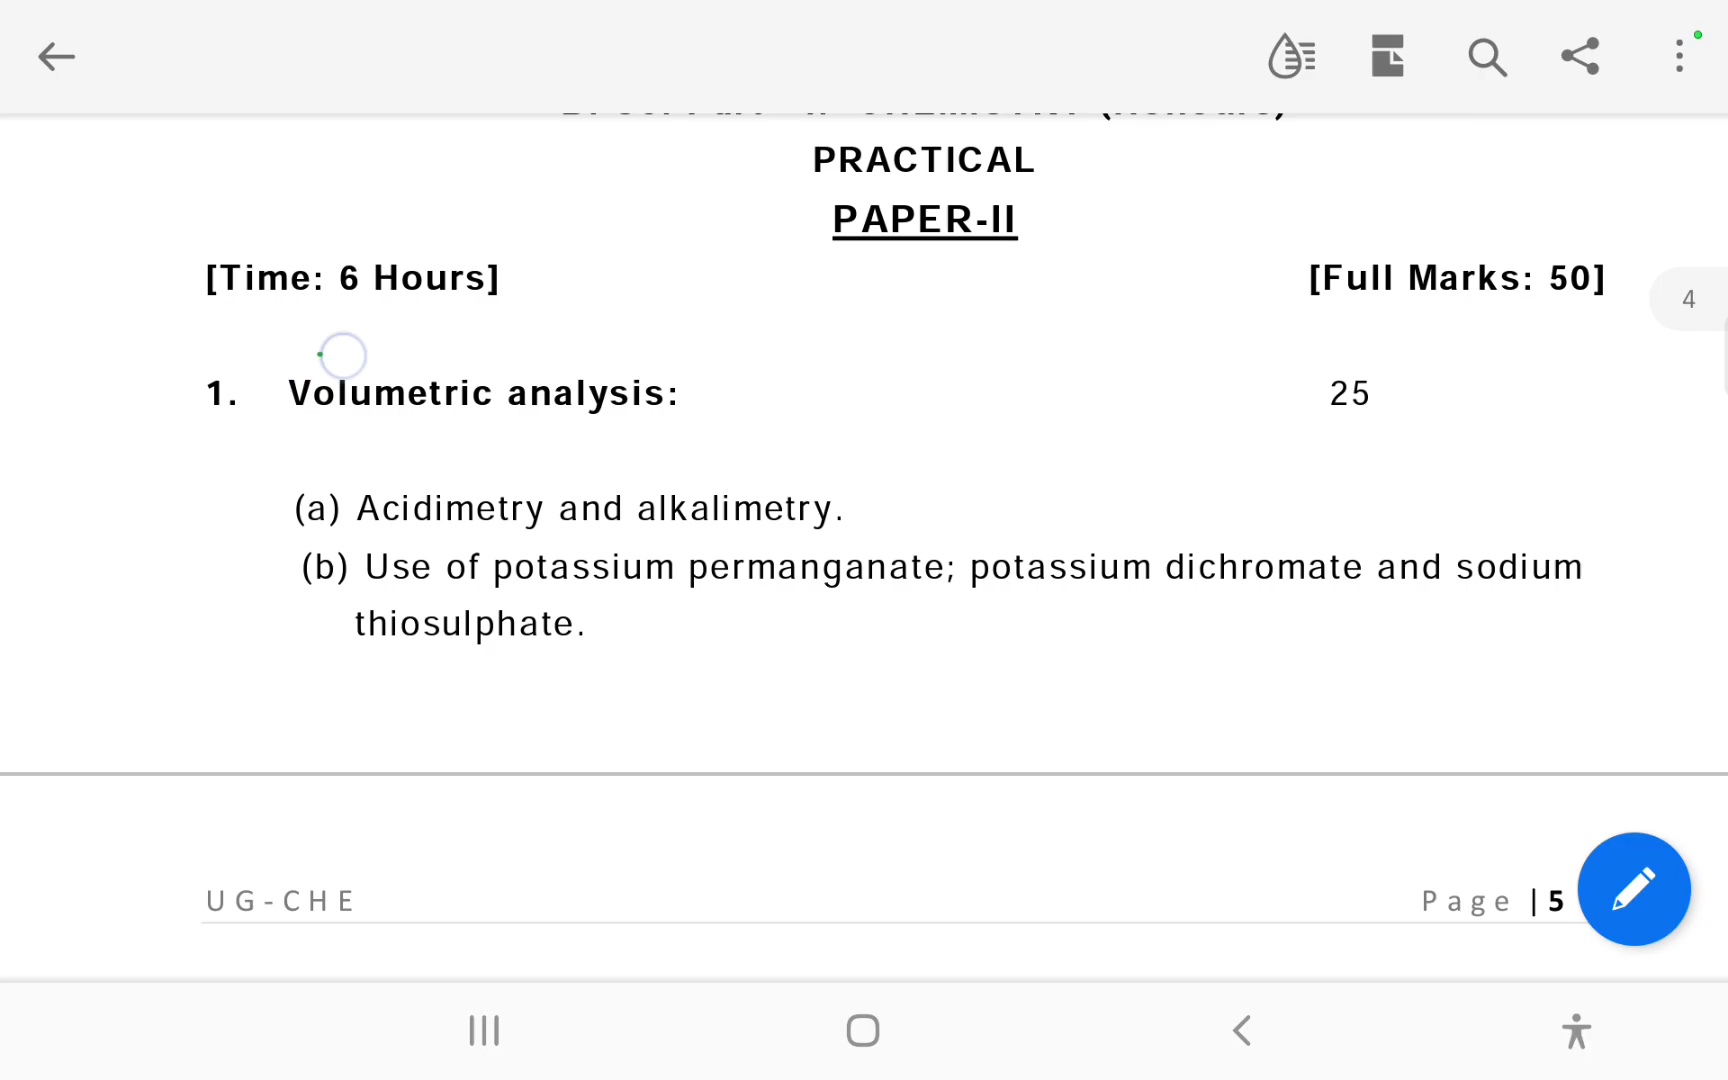 PRACTICAL
PAPER-II
[Time: 6 Hours] [Full Marks: 50]
4
1. Volumetric analysis: 25
(a) Acidimetry and alkalimetry.
(b) Use of potassium permanganate; potassium dichromate and sodium
thiosulphate.
UG-CHE Page |5